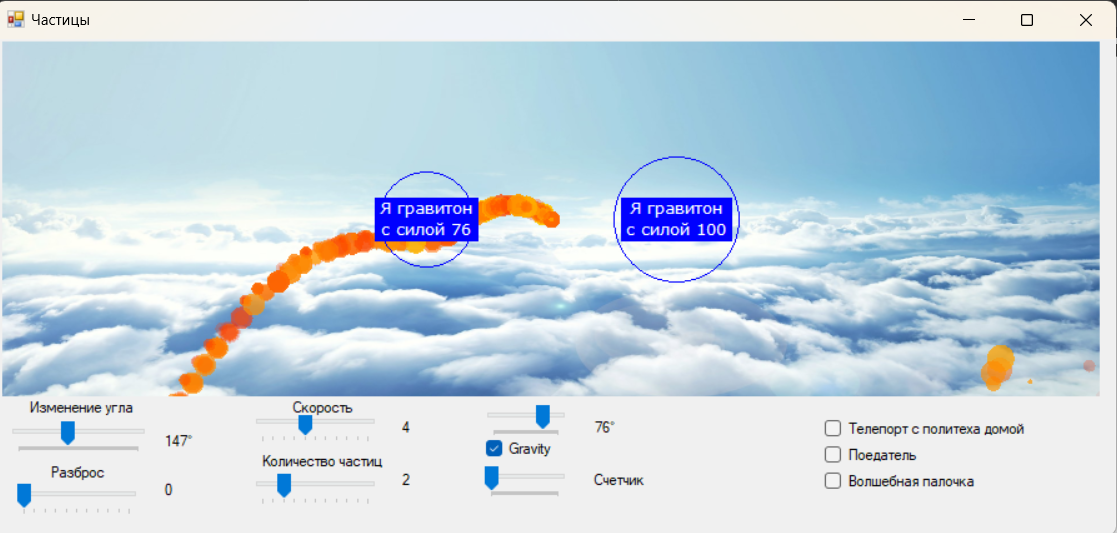 Частицы
Я гравитон
с силой 76
Я гравитон
с силой 100
Изменение угла
147°
Разброс
0
Скорость
4
Количество частиц
2
76°
Gravity
Счетчик
Телепорт с политеха домой
Поедатель
Волшебная палочка